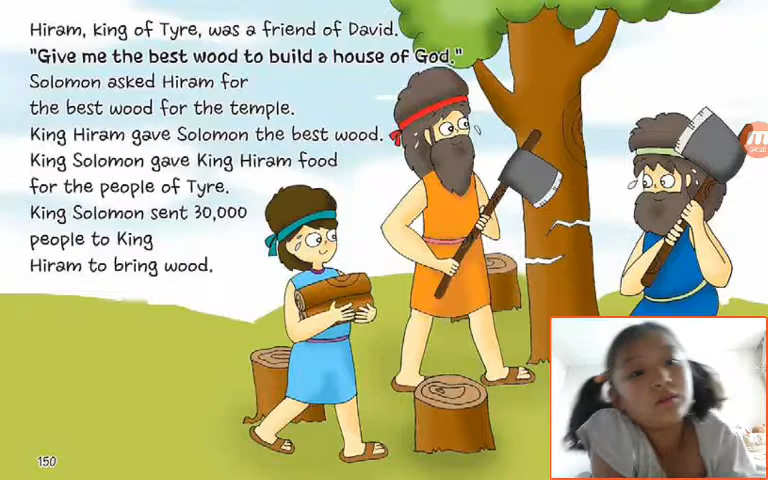 Hiram, king of Tyre, was a friend of David.
"Give me the best wood to build a house of God."
Solomon asked Hiram for
the best wood for the temple.
King Hiram gave Solomon the best wood.
King Solomon gave King Hiram food
for the people of Tyre.
King Solomon sent 30,000
people to King
Hiram to bring wood.
04:20
150